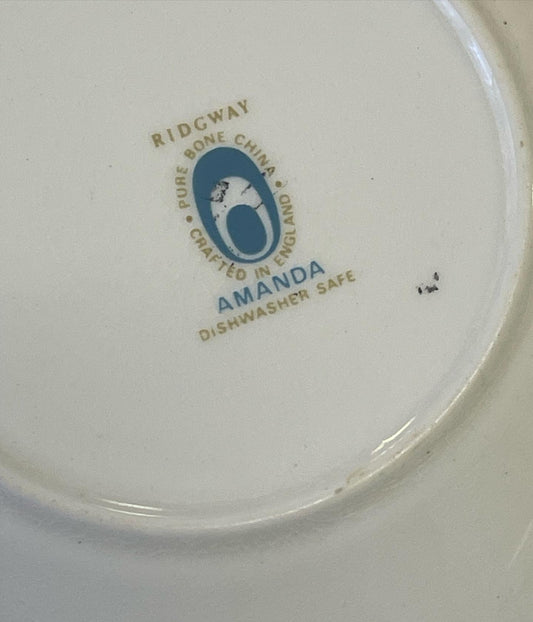 RIDGWAY
PURE BONE CHINA
CRAFTED IN ENGLAND
AMANDA
DISHWASHER SAFE